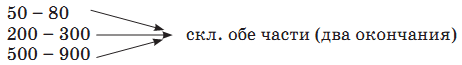 50 – 80
200 – 300 скл. обе части (два окончания)
500 – 900